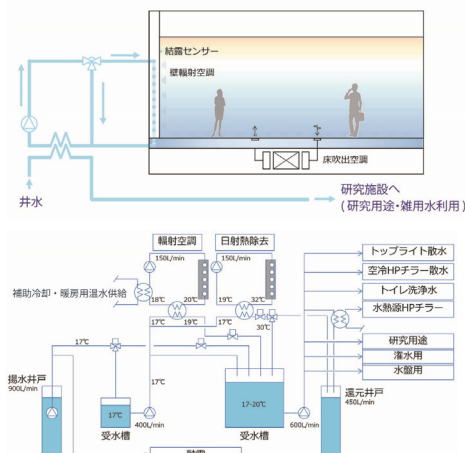 結露センサー
壁輻射空調
床吹出空調
井水
研究施設へ
(研究用途・雑用水利用)
輻射空調
日射熱除去
150L/min
150L/min
補助冷却・暖房用温水供給
18℃
20℃
19℃
32℃
17℃
19℃
17℃
30℃
トップライト散水
空冷HPチラー散水
トイレ洗浄水
水熱源HPチラー
研究用途
潅水用
水盤用
17℃
揚水井戸
900L/min
17℃
17℃
400L/min
受水槽
17-20℃
600L/min
受水槽
還元井戸
450L/min